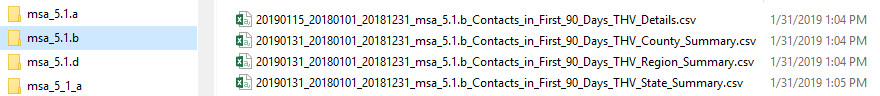 msa_5.1.a
msa_5.1.b
msa_5.1.d
msa_5_1_a
20190115_20180101_20181231_msa_5.1.b_Contacts_in_First_90_Days_THV_Details.csv 1/31/2019 1:04 PM
20190131_20180101_20181231_msa_5.1.b_Contacts_in_First_90_Days_THV_County_Summary.csv 1/31/2019 1:04 PM
20190131_20180101_20181231_msa_5.1.b_Contacts_in_First_90_Days_THV_Region_Summary.csv 1/31/2019 1:04 PM
20190131_20180101_20181231_msa_5.1.b_Contacts_in_First_90_Days_THV_State_Summary.csv 1/31/2019 1:05 PM